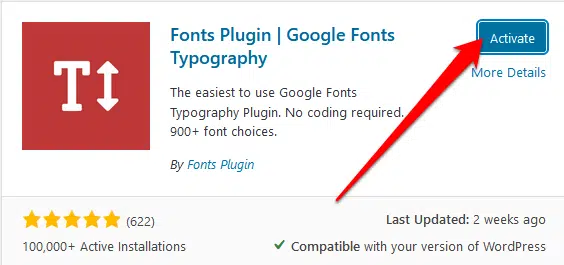 Fonts Plugin | Google Fonts
Typography
Activate
More Details
The easiest to use Google Fonts
Typography Plugin. No coding required.
900+ font choices.
By Fonts Plugin
(622)
Last Updated: 2 weeks ago
100,000+ Active Installations
Compatible with your version of WordPress